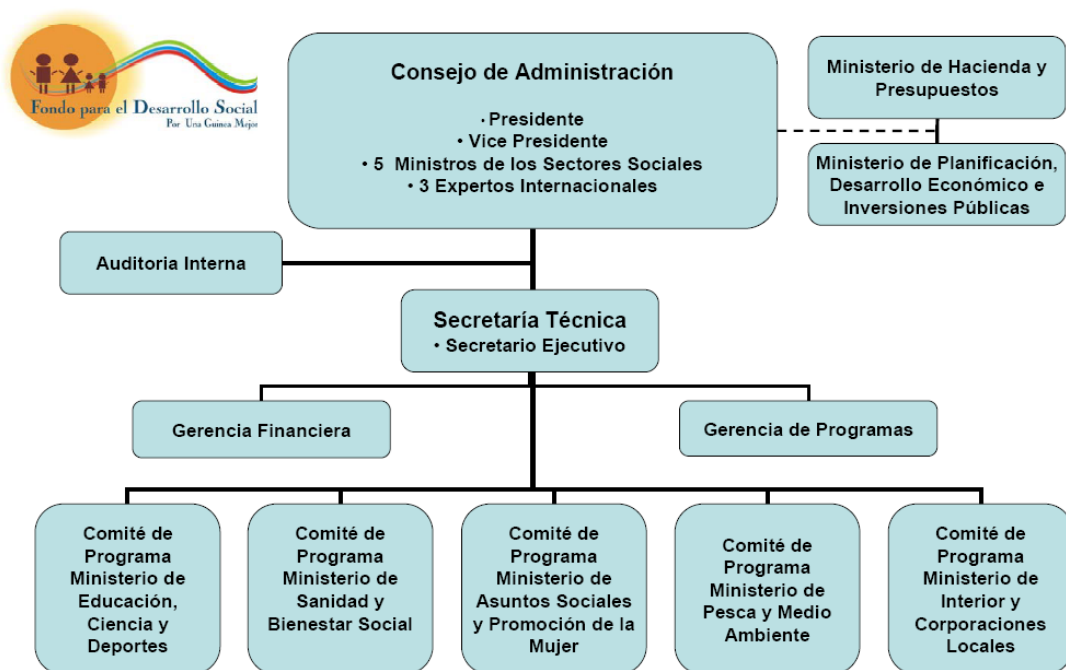 Fondo para el Desarrollo Social
Por Una Guinea Mejor
Consejo de Administración
· Presidente
• Vice Presidente
• 5 Ministros de los Sectores Sociales
• 3 Expertos Internacionales
Ministerio de Hacienda y
Presupuestos
Ministerio de Planificación,
Desarrollo Económico e
Inversiones Públicas
Auditoria Interna
Secretaría Técnica
• Secretario Ejecutivo
Gerencia Financiera
Gerencia de Programas
Comité de
Programa
Ministerio de
Educación,
Ciencia y
Deportes
Comité de
Programa
Ministerio de
Sanidad y
Bienestar Social
Comité de
Programa
Ministerio de
Asuntos Sociales
y Promoción de la
Mujer
Comité de
Programa
Ministerio de
Pesca y Medio
Ambiente
Comité de
Programa
Ministerio de
Interior y
Corporaciones
Locales